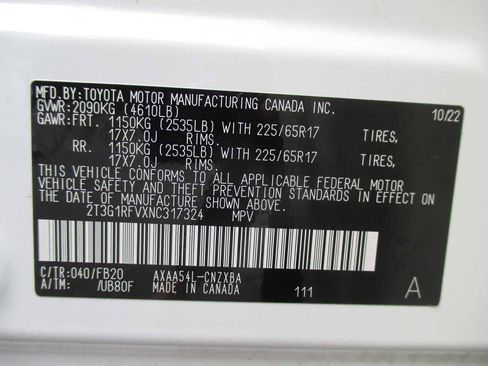 MFD.BY:TOYOTA MOTOR MANUFACTURING CANADA INC.
GVWR:2090KG (4610LB) 10/22
GAWR:FRT. 1150KG (2535LB) WITH 225/65R17 TIRES,
17X7.0J RIMS.
RR. 1150KG (2535LB) WITH 225/65R17 TIRES,
17X7.0J RIMS.
THIS VEHICLE CONFORMS TO ALL APPLICABLE FEDERAL MOTOR
VEHICLE SAFETY AND THEFT PREVENTION STANDARDS IN EFFECT ON
THE DATE OF MANUFACTURE SHOWN ABOVE.
2T3G1RFVXNC317324 MPV
C/TR:040/FB20 AXAA54L-CNZXBA
A/TM: /UB80F MADE IN CANADA 111 A